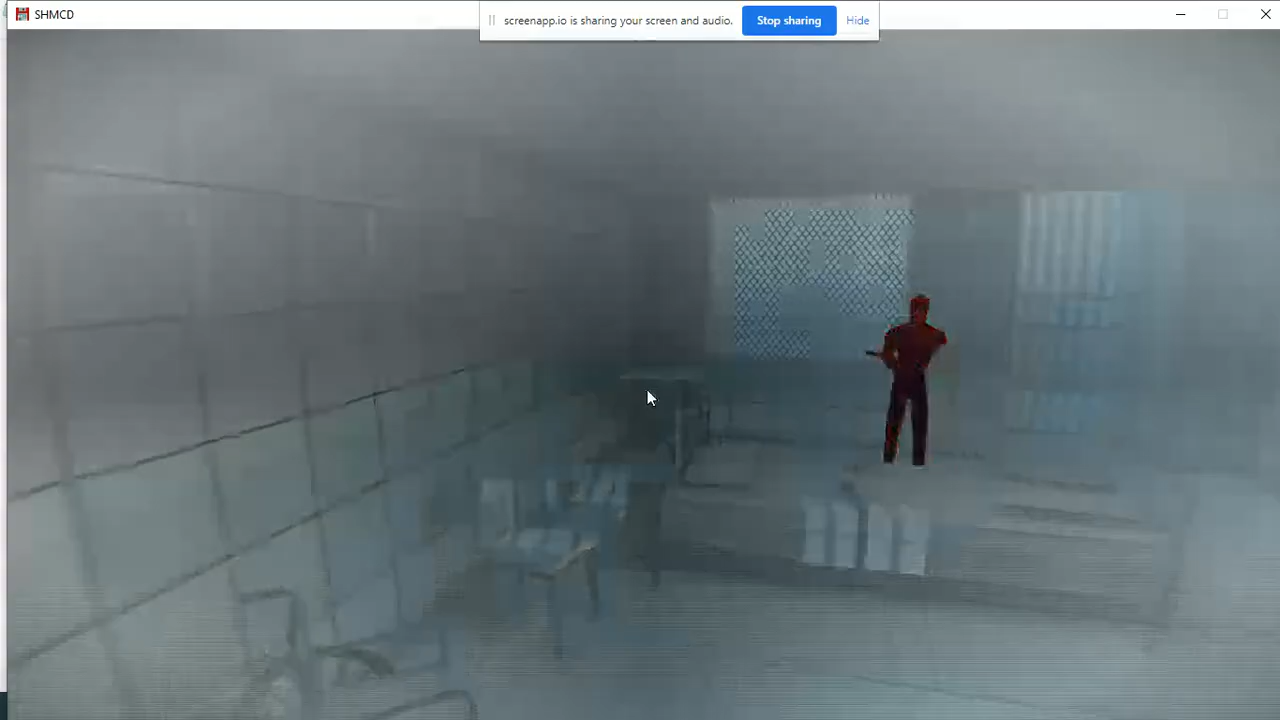 SHMCD
screenapp.io is sharing your screen and audio.
Stop sharing
Hide